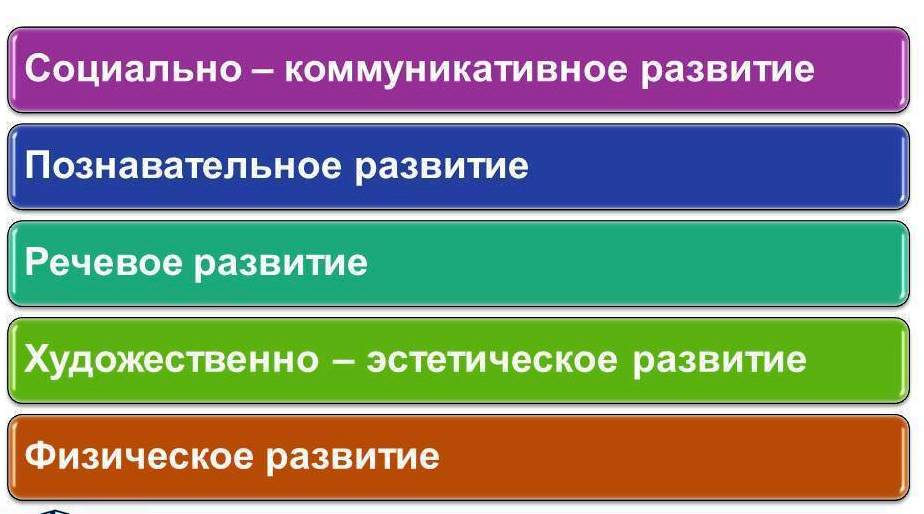 Социально – коммуникативное развитие
Познавательное развитие
Речевое развитие
Художественно – эстетическое развитие
Физическое развитие